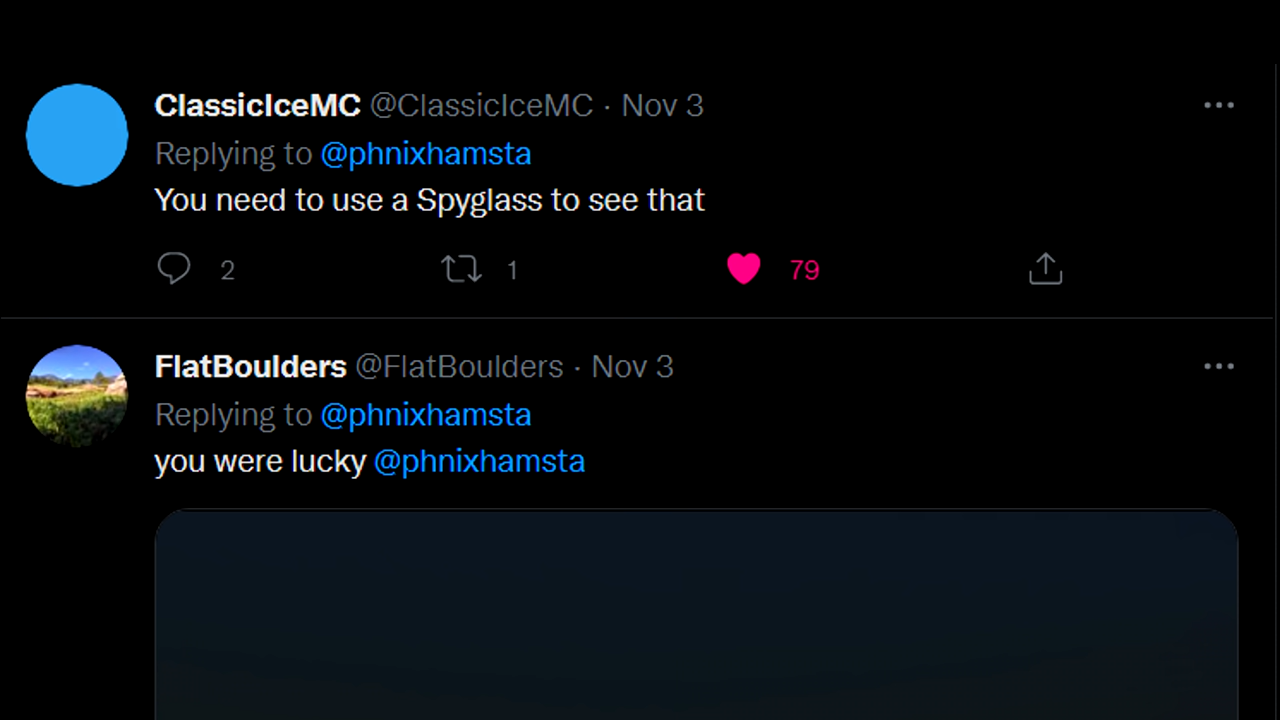 ClassicIceMC @ClassicIceMC · Nov 3
Replying to @phnixhamsta
You need to use a Spyglass to see that
2 1 79
FlatBoulders @FlatBoulders · Nov 3
Replying to @phnixhamsta
you were lucky @phnixhamsta